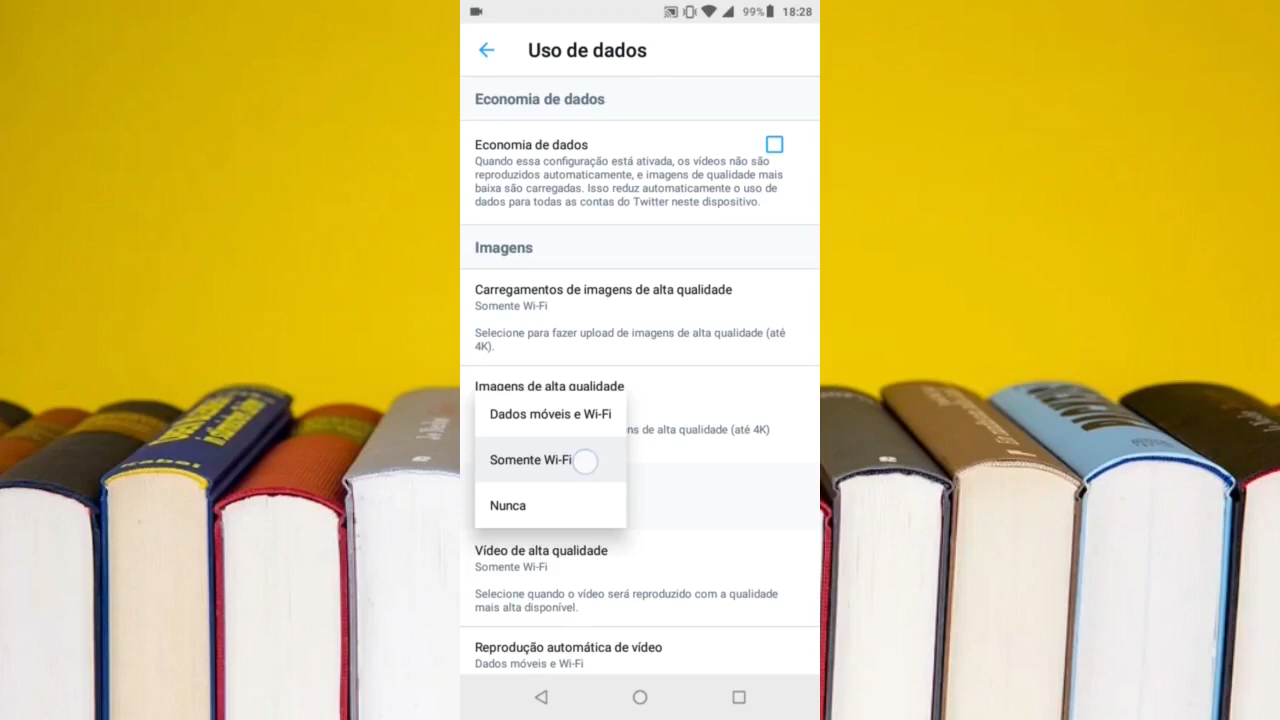 99%
18:28
Uso de dados
Economia de dados
Economia de dados
Quando essa configuração está ativada, os vídeos não são
reproduzidos automaticamente, e imagens de qualidade mais
baixa são carregadas. Isso reduz automaticamente o uso de
dados para todas as contas do Twitter neste dispositivo.
Imagens
Carregamentos de imagens de alta qualidade
Somente Wi-Fi
Selecione para fazer upload de imagens de alta qualidade (até
4K).
Imagens de alta qualidade
Dados móveis e Wi-Fi
ns de alta qualidade (até 4K)
Somente Wi-Fi
Nunca
Vídeo de alta qualidade
Somente Wi-Fi
Selecione quando o vídeo será reproduzido com a qualidade
mais alta disponível.
Reprodução automática de vídeo
Dados móveis e Wi-Fi